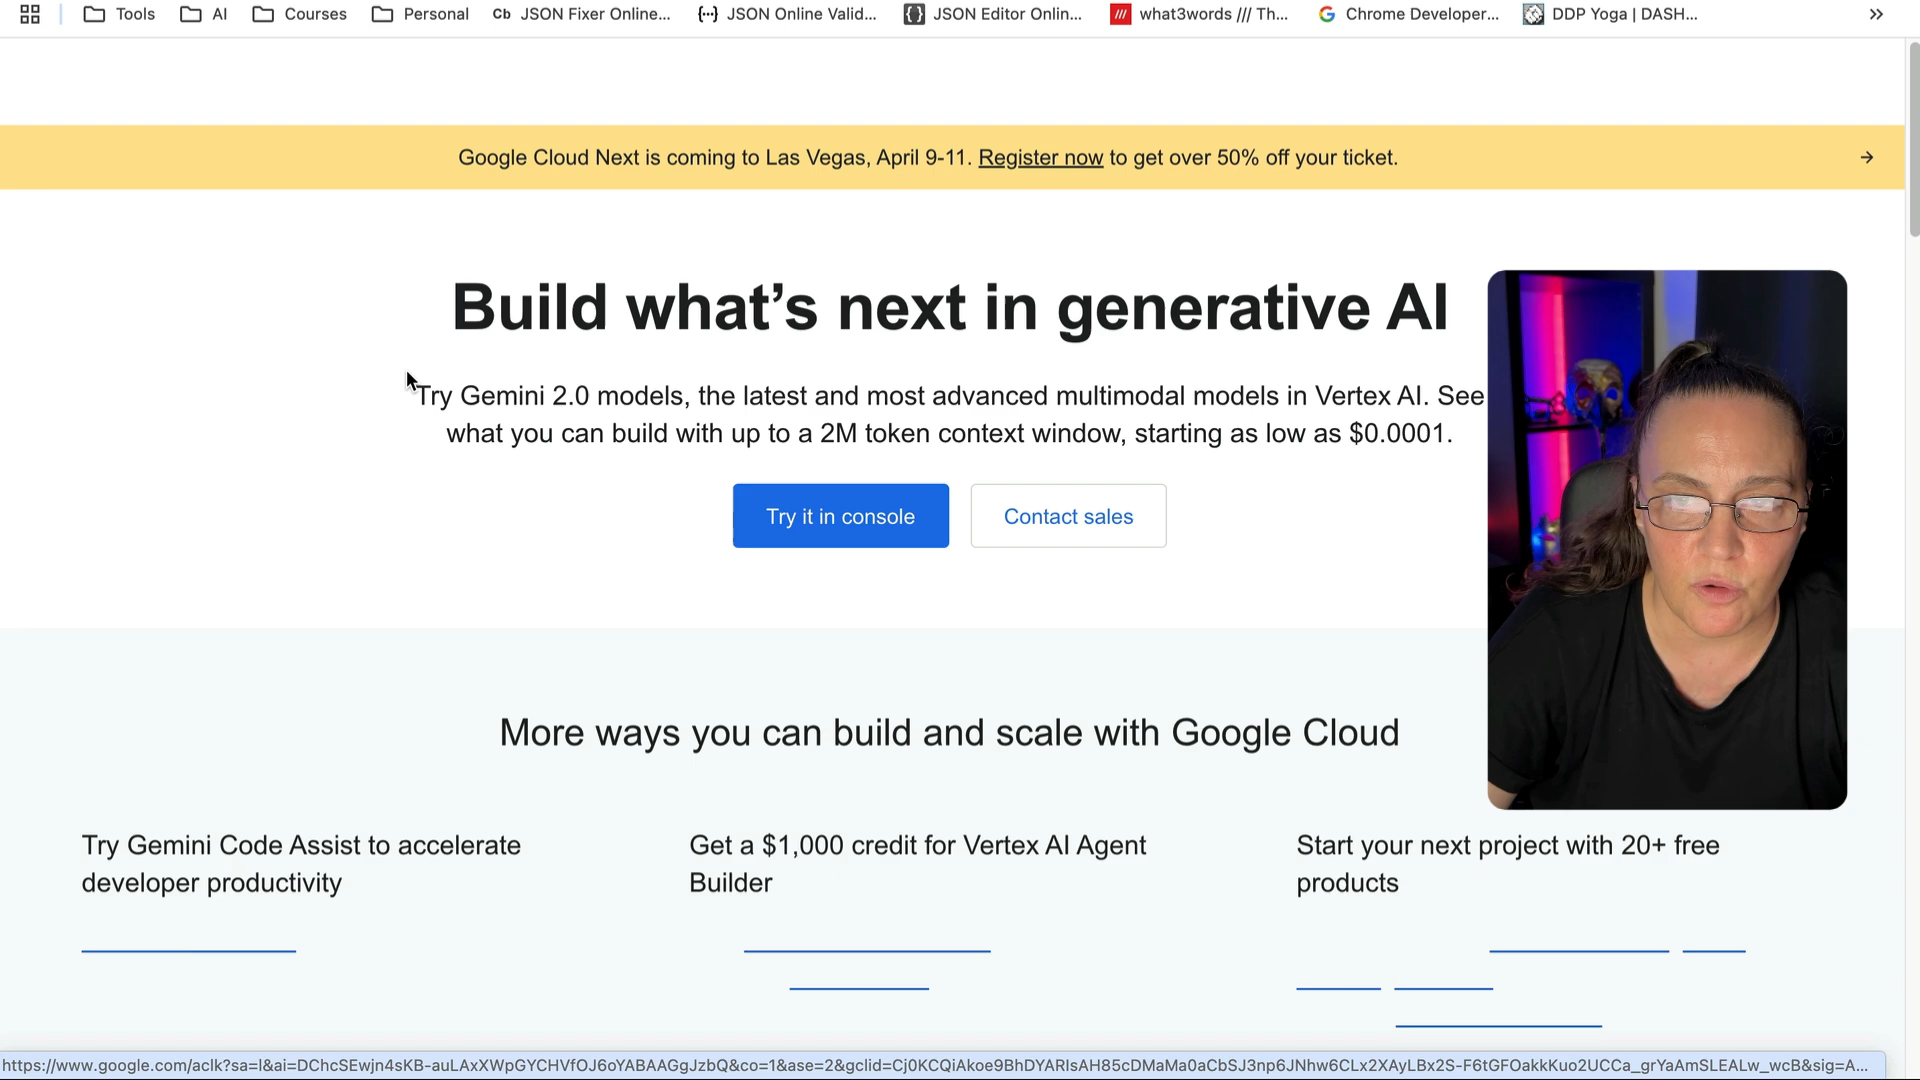 Tools AI Courses Personal Cb JSON Fixer Online... {···} JSON Online Valid... {} JSON Editor Onlin... /// what3words /// Th... G Chrome Developer... DDP Yoga | DASH...
Google Cloud Next is coming to Las Vegas, April 9-11. Register now to get over 50% off your ticket.
Build what’s next in generative AI
Try Gemini 2.0 models, the latest and most advanced multimodal models in Vertex AI. See
what you can build with up to a 2M token context window, starting as low as $0.0001.
Try it in console Contact sales
More ways you can build and scale with Google Cloud
Try Gemini Code Assist to accelerate
developer productivity
Get a $1,000 credit for Vertex AI Agent
Builder
Start your next project with 20+ free
products
https://www.google.com/aclk?sa=l&ai=DChcSEwjn4sKB-auLAxXWpGYCHVfOJ6oYABAAGgJzbQ&co=1&ase=2&gclid=Cj0KCQiAkoe9BhDYARIsAH85cDMaMa0aCbSJ3np6JNhw6CLx2XAyLBx2S-F6tGFOakkKuo2UCCa_grYaAmSLEALw_wcB&sig=A...